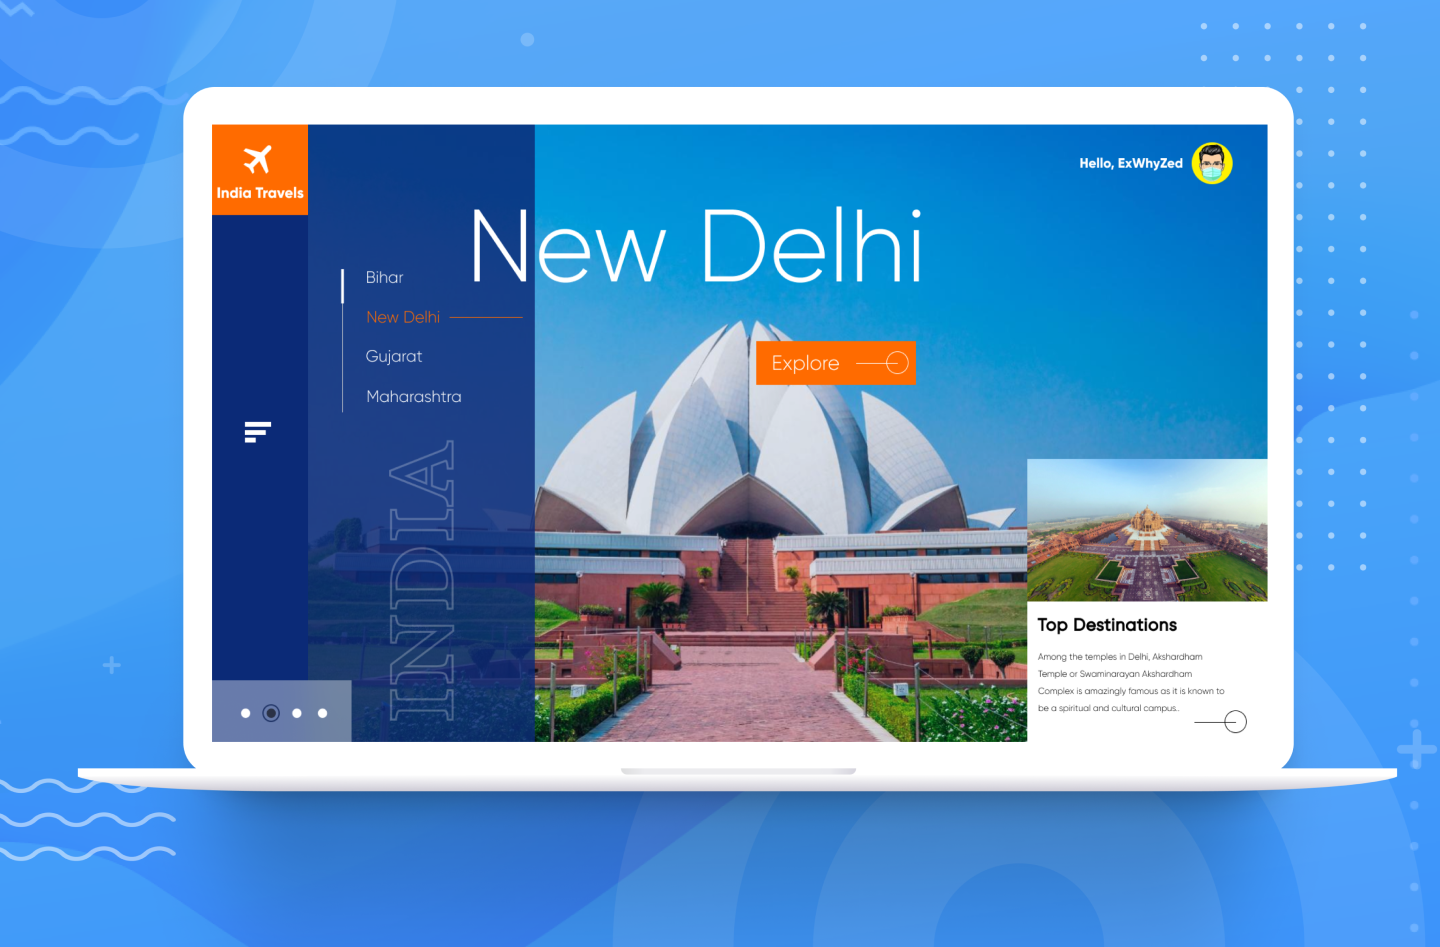 India Travels
Hello, ExWhyZed
New Delhi
Bihar
New Delhi
Gujarat
Maharashtra
Explore
INDIA
Top Destinations
Among the temples in Delhi, Akshardham
Temple or Swaminarayan Akshardham
Complex is amazingly famous as it is known to
be a spiritual and cultural campus..